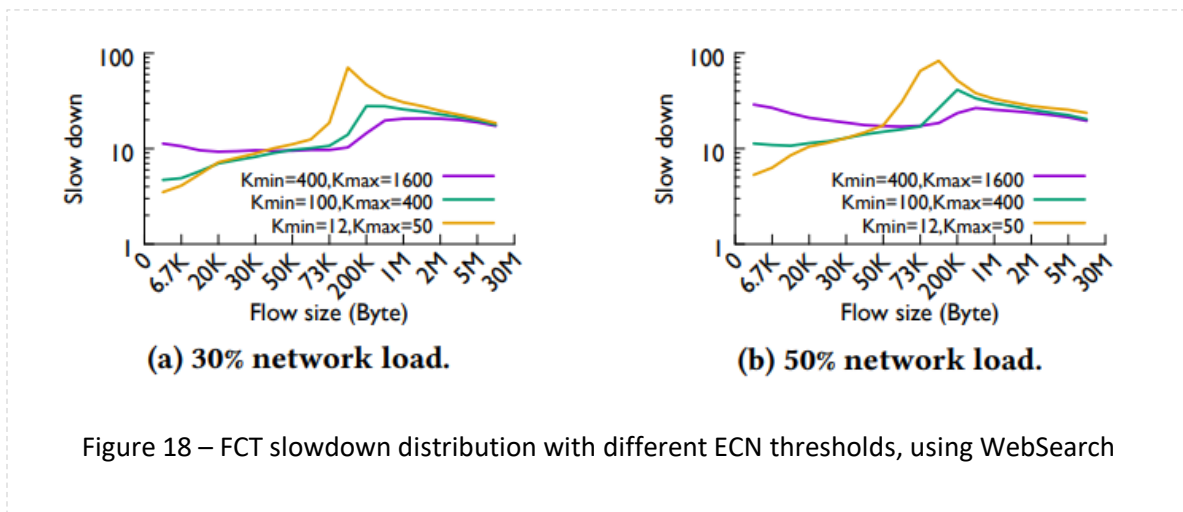 100
10
1
Slow down
Kmin=400,Kmax=1600
Kmin=100,Kmax=400
Kmin=12,Kmax=50
0 6.7K 20K 30K 50K 73K 200K 1M 2M 5M 30M
Flow size (Byte)
(a) 30% network load.
100
10
1
Slow down
Kmin=400,Kmax=1600
Kmin=100,Kmax=400
Kmin=12,Kmax=50
0 6.7K 20K 30K 50K 73K 200K 1M 2M 5M 30M
Flow size (Byte)
(b) 50% network load.
Figure 18 – FCT slowdown distribution with different ECN thresholds, using WebSearch